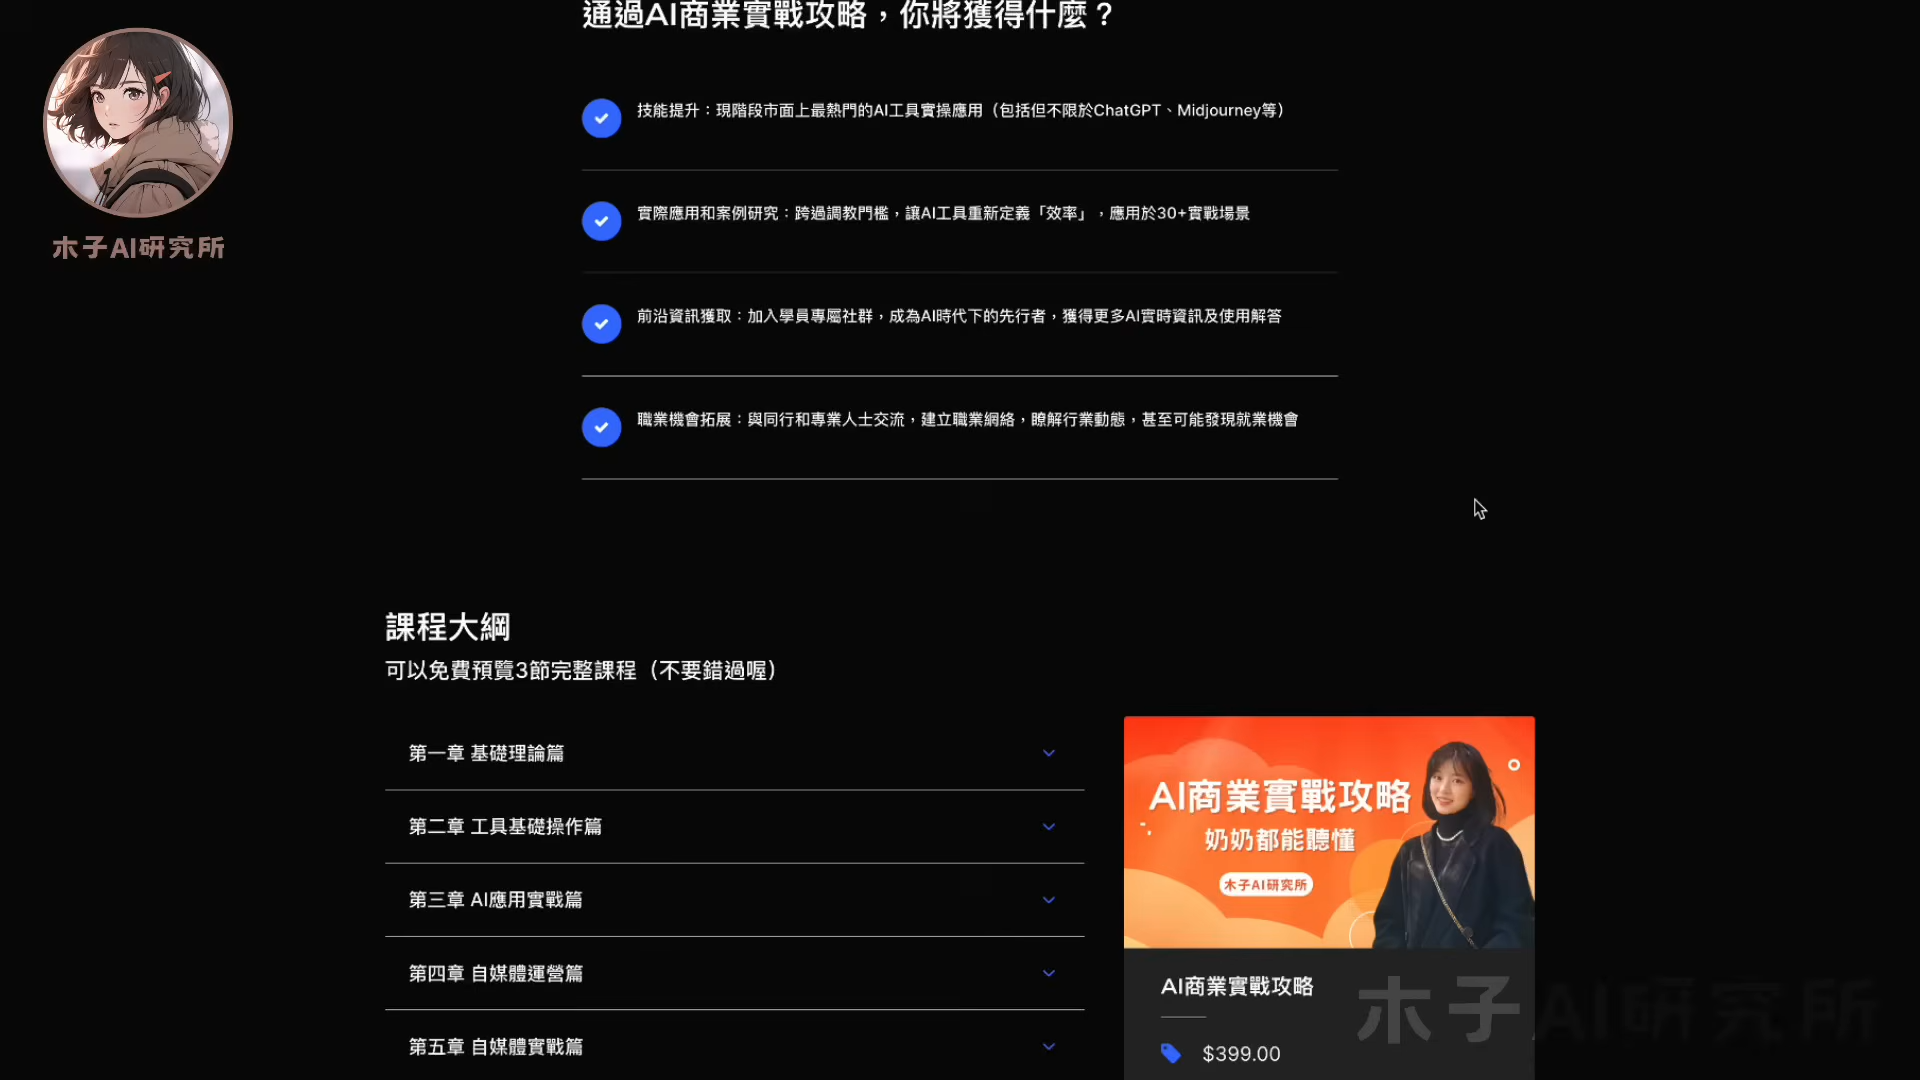 通過AI商業實戰攻略，你將獲得什麼？
木子AI研究所
技能提升：現階段市面上最熱門的AI工具實操應用（包括但不限於ChatGPT、Midjourney等）
實際應用和案例研究：跨過調教門檻，讓AI工具重新定義「效率」，應用於30+實戰場景
前沿資訊獲取：加入學員專屬社群，成為AI時代下的先行者，獲得更多AI實時資訊及使用解答
職業機會拓展：與同行和專業人士交流，建立職業網絡，瞭解行業動態，甚至可能發現就業機會
課程大綱
可以免費預覽3節完整課程（不要錯過喔）
第一章 基礎理論篇
第二章 工具基礎操作篇
第三章 AI應用實戰篇
第四章 自媒體運營篇
第五章 自媒體實戰篇
AI商業實戰攻略
奶奶都能聽懂
木子AI研究所
AI商業實戰攻略
$399.00
木子AI研究所